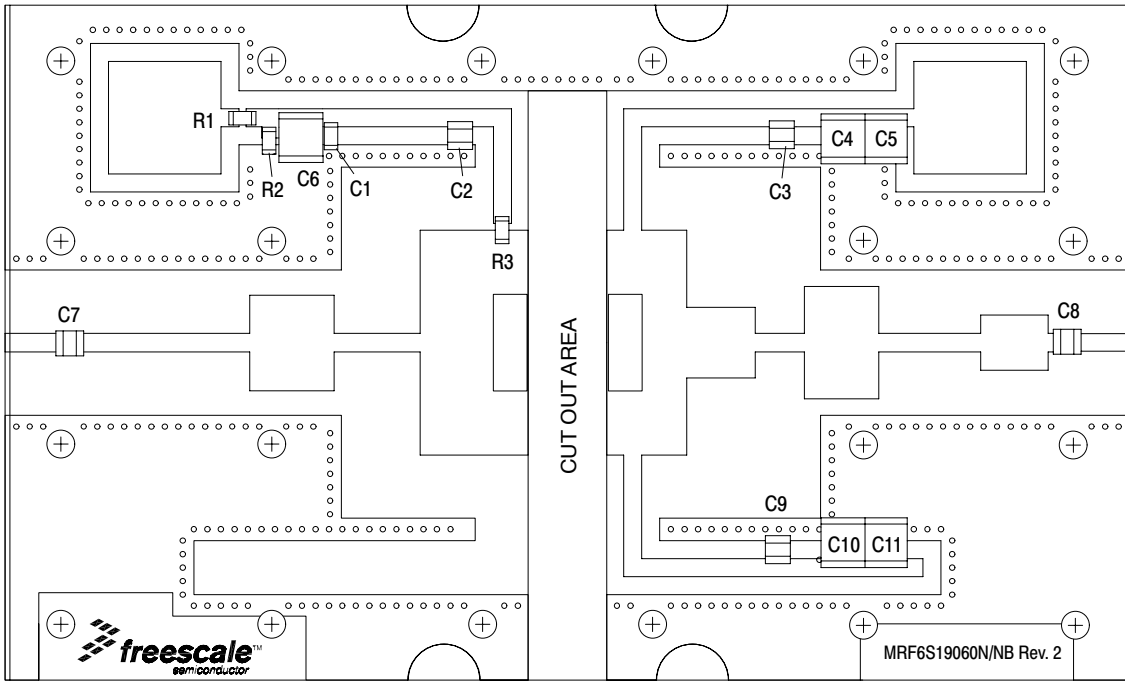 R1
R2
C6
C1
C2
R3
C3
C4
C5
C7
C8
CUT OUT AREA
C9
C10
C11
freescale™
semiconductor
MRF6S19060N/NB Rev. 2